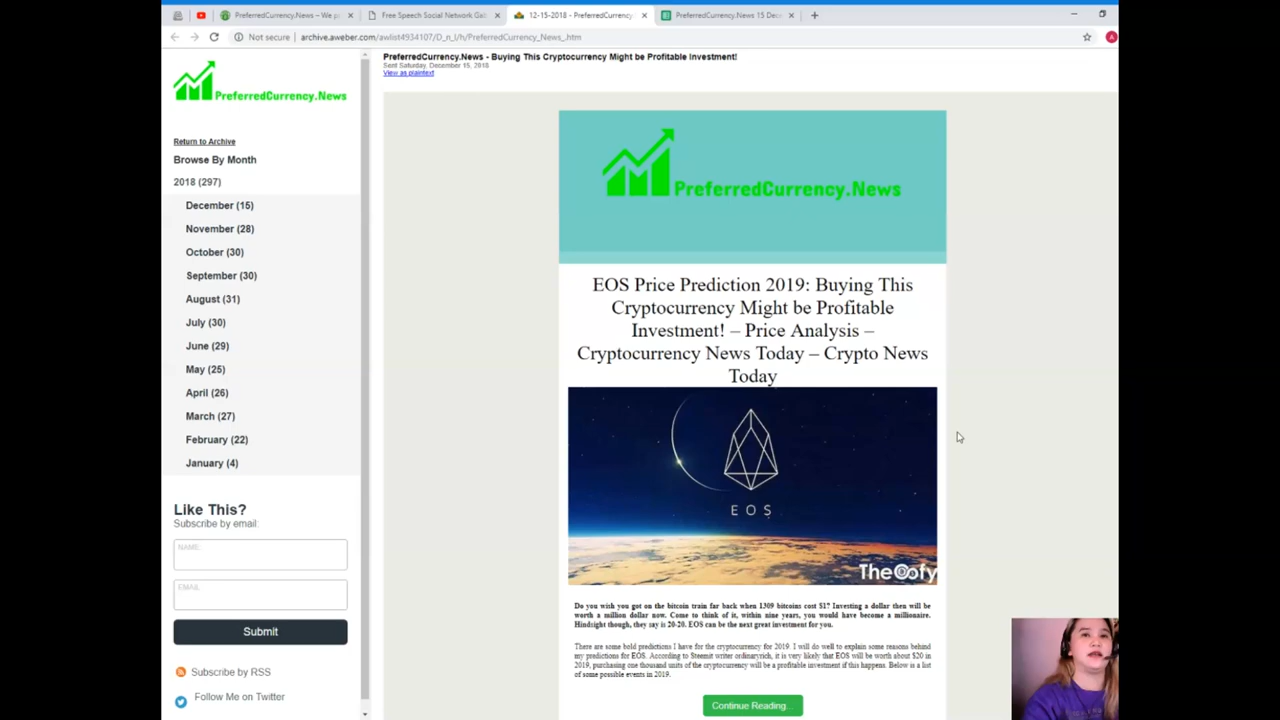 PreferredCurrency.News – We p
Free Speech Social Network Gal
12-15-2018 - PreferredCurrency
PreferredCurrency.News 15 Dec
Not secure
archive.aweber.com/awlist4934107/D_n_l/h/PreferredCurrency_News_.htm
PreferredCurrency.News
Return to Archive
Browse By Month
2018 (297)
December (15)
November (28)
October (30)
September (30)
August (31)
July (30)
June (29)
May (25)
April (26)
March (27)
February (22)
January (4)
Like This?
Subscribe by email:
NAME:
EMAIL:
Submit
Subscribe by RSS
Follow Me on Twitter
PreferredCurrency.News - Buying This Cryptocurrency Might be Profitable Investment!
Sent Saturday, December 15, 2018
View as plaintext
PreferredCurrency.News
EOS Price Prediction 2019: Buying This
Cryptocurrency Might be Profitable
Investment! – Price Analysis –
Cryptocurrency News Today – Crypto News
Today
EOS
TheOofy
Do you wish you got on the bitcoin train far back when 1309 bitcoins cost $1? Investing a dollar then will be
worth a million dollar now. Come to think of it, within nine years, you would have become a millionaire.
Hindsight though, they say is 20-20. EOS can be the next great investment for you.
There are some bold predictions I have for the cryptocurrency for 2019. I will do well to explain some reasons behind
my predictions for EOS. According to Steemit writer ordinaryrich, it is very likely that EOS will be worth about $20 in
2019, purchasing one thousand units of the cryptocurrency will be a profitable investment if this happens. Below is a list
of some possible events in 2019.
Continue Reading...